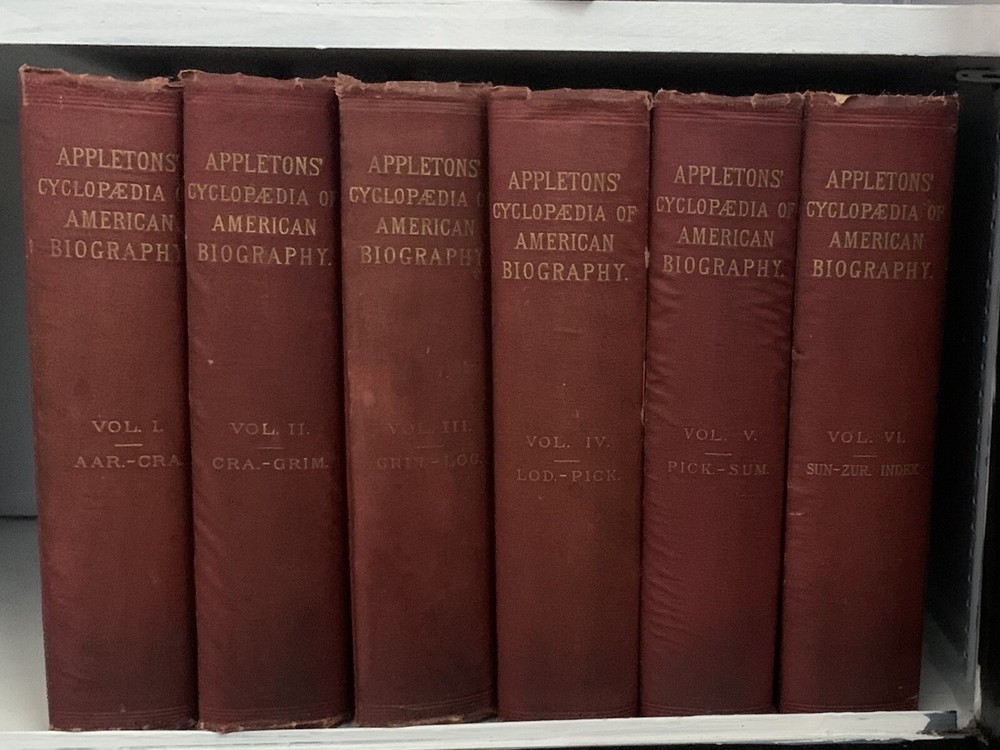 APPLETONS'
CYCLOPÆDIA O
AMERICAN
BIOGRAPHY
VOL. I.
AAR.-CRA
APPLETONS'
CYCLOPÆDIA OF
AMERICAN
BIOGRAPHY.
VOL. II.
CRA.-GRIM.
APPLETONS'
CYCLOPÆDIA O
AMERICAN
BIOGRAPHY
VOL. III.
GRIM.-LOC.
APPLETONS'
CYCLOPÆDIA OF
AMERICAN
BIOGRAPHY.
VOL. IV.
LOD.-PICK.
APPLETONS'
CYCLOPÆDIA OF
AMERICAN
BIOGRAPHY.
VOL. V.
PICK.-SUM.
APPLETONS'
CYCLOPÆDIA OF
AMERICAN
BIOGRAPHY.
VOL. VI.
SUN-ZUR. INDEX